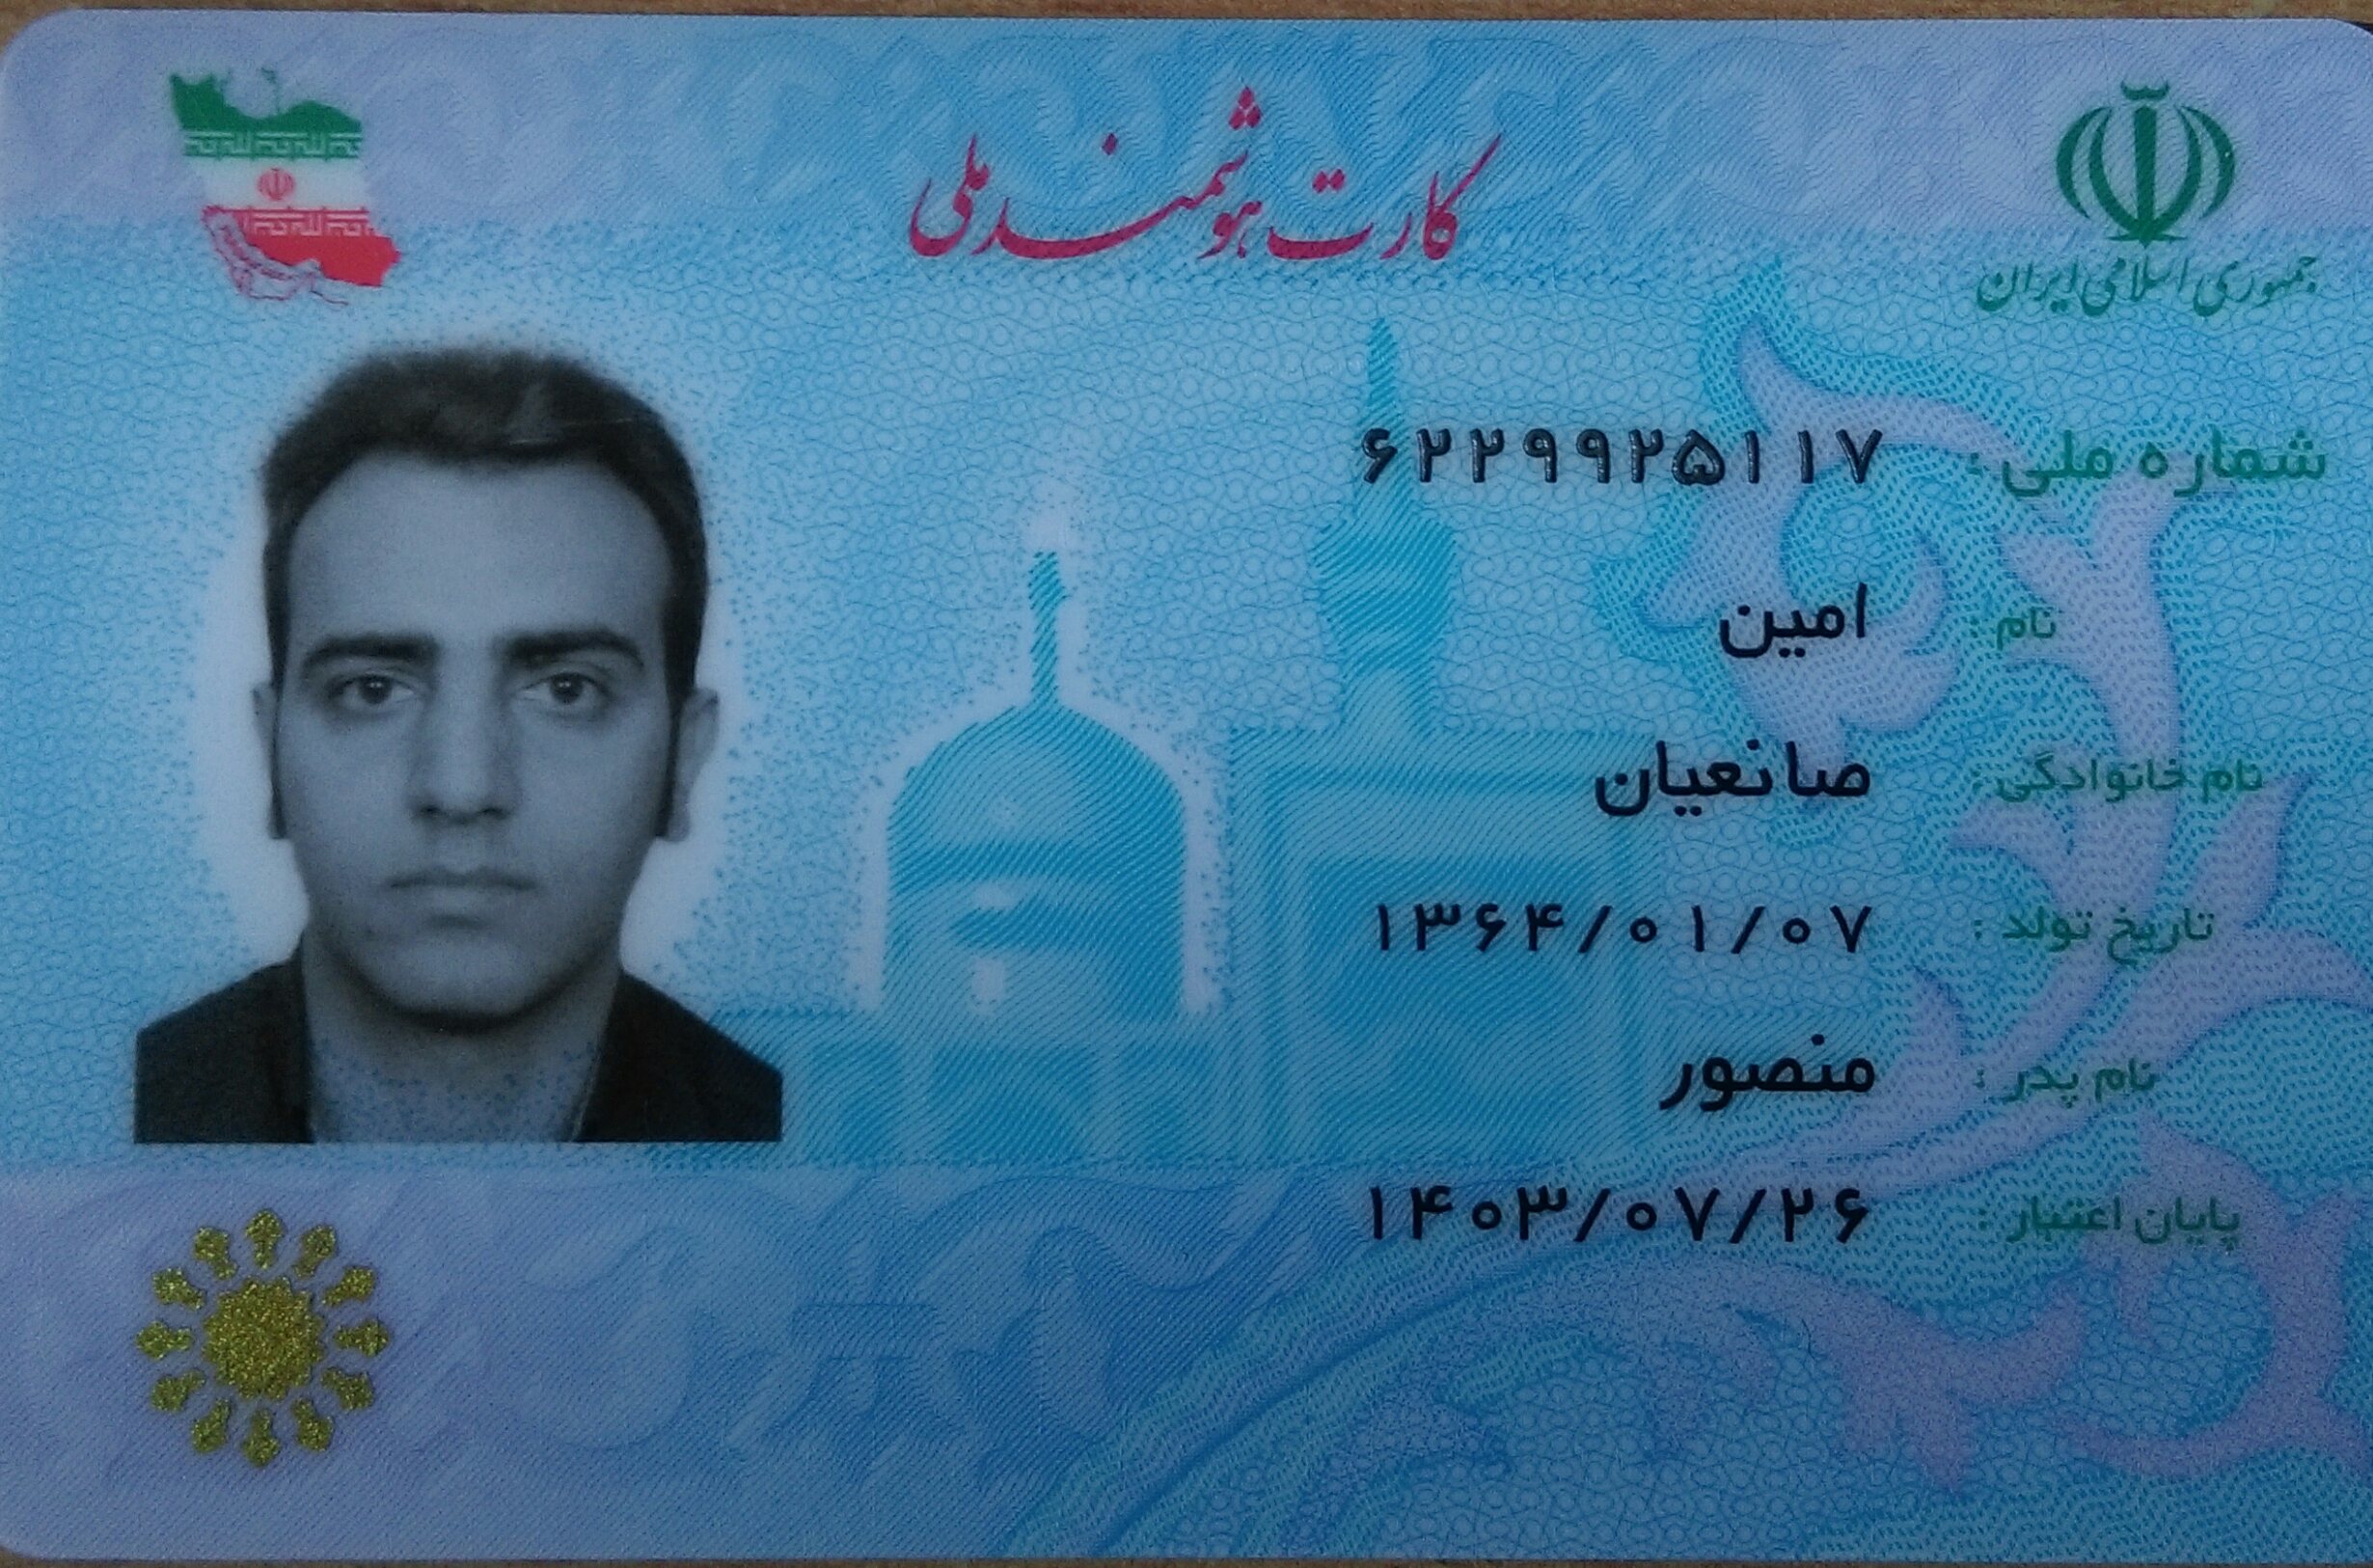 کارت هوشمند ملی
جمهوری اسلامی ایران
شماره ملی : ۶۲۲۹۹۲۵۱۱۷
نام : امین
نام خانوادگی : صانعیان
تاریخ تولد : ۱۳۶۴/۰۱/۰۷
نام پدر : منصور
پایان اعتبار : ۱۴۰۳/۰۷/۲۶